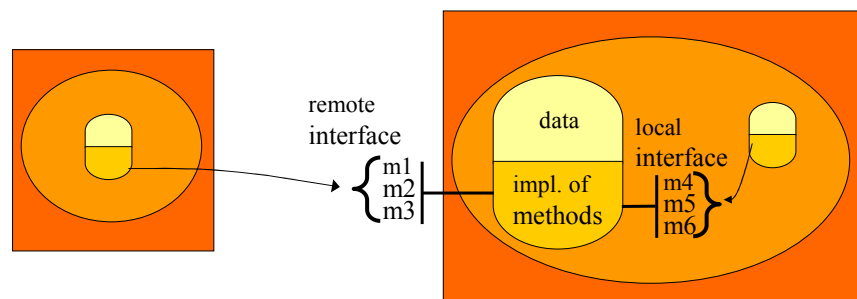 remote
interface
m1
m2
m3
data
impl. of
methods
local
interface
m4
m5
m6